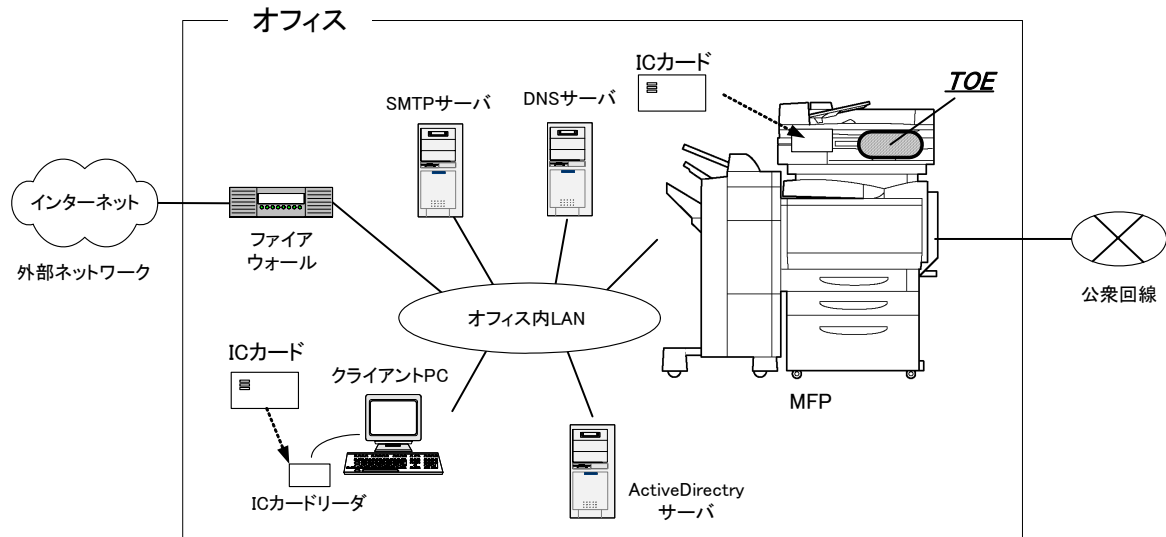 オフィス
ICカード
TOE
SMTPサーバ
DNSサーバ
インターネット
外部ネットワーク
ファイア
ウォール
オフィス内LAN
公衆回線
MFP
ICカード
クライアントPC
ICカードリーダ
ActiveDirectry
サーバ